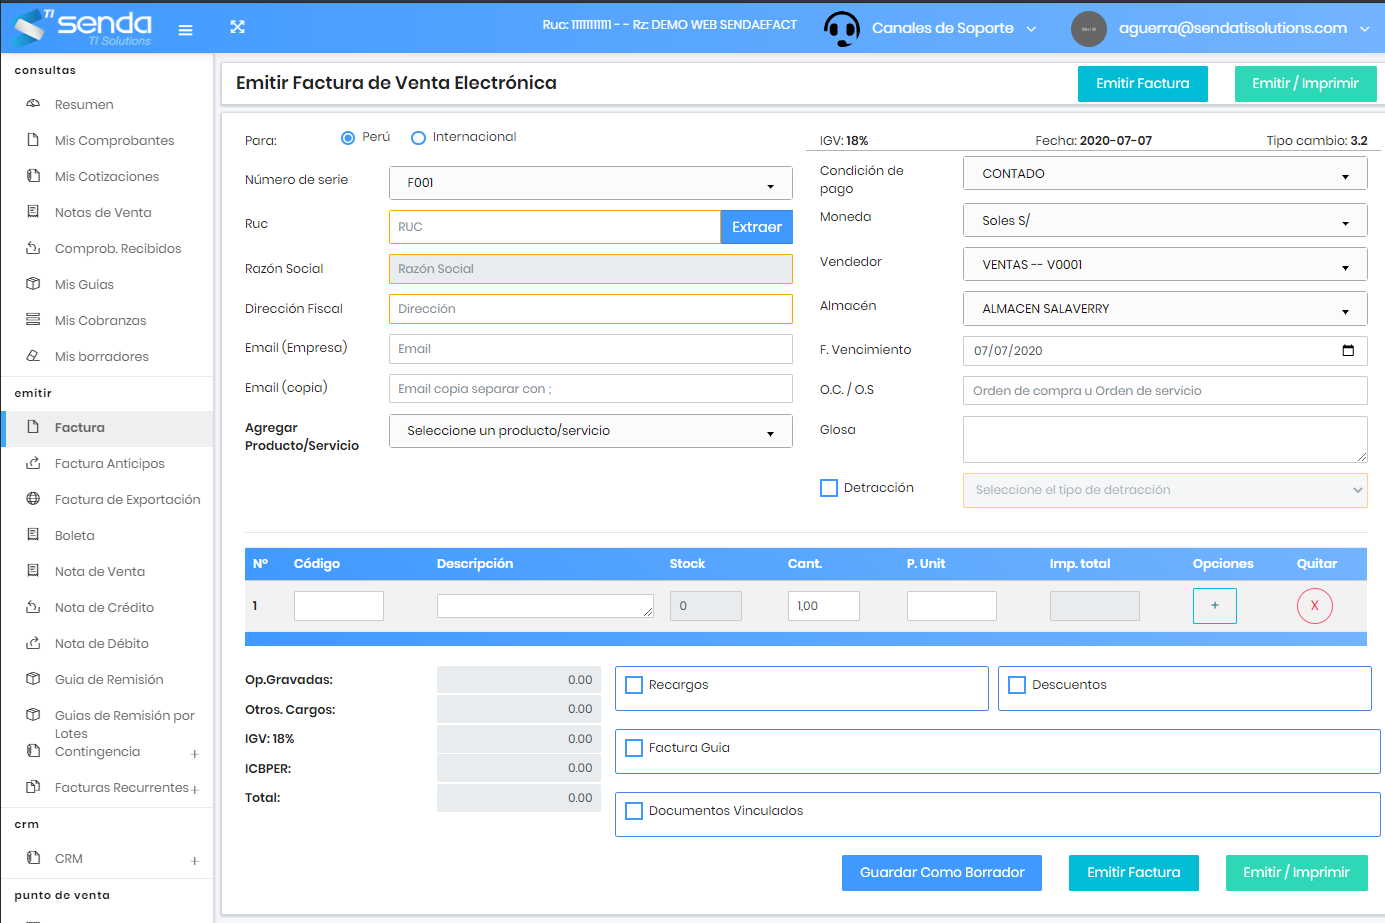 senda TI
TI Solutions
Ruc: 11111111111 - - Rz: DEMO WEB SENDAEFACT
Canales de Soporte
aguerra@sendatisolutions.com
consultas
Resumen
Mis Comprobantes
Mis Cotizaciones
Notas de Venta
Comprob. Recibidos
Mis Guias
Mis Cobranzas
Mis borradores
emitir
Factura
Factura Anticipos
Factura de Exportación
Boleta
Nota de Venta
Nota de Crédito
Nota de Débito
Guia de Remisión
Guias de Remisión por
Lotes
Contingencia +
Facturas Recurrentes +
crm
CRM +
punto de venta
Emitir Factura de Venta Electrónica
Emitir Factura
Emitir / Imprimir
Para: Perú Internacional
Número de serie F001
Ruc RUC Extraer
Razón Social Razón Social
Dirección Fiscal Dirección
Email (Empresa) Email
Email (copia) Email copia separar con ;
Agregar
Producto/Servicio Seleccione un producto/servicio
IGV: 18% Fecha: 2020-07-07 Tipo cambio: 3.2
Condición de
pago CONTADO
Moneda Soles S/
Vendedor VENTAS -- V0001
Almacén ALMACEN SALAVERRY
F. Vencimiento 07/07/2020
O.C. / O.S Orden de compra u Orden de servicio
Glosa
Detracción Seleccione el tipo de detracción
N° Código Descripción Stock Cant. P. Unit Imp. total Opciones Quitar
1 0 1,00 + X
Op.Gravadas: 0.00
Otros. Cargos: 0.00
IGV: 18% 0.00
ICBPER: 0.00
Total: 0.00
Recargos Descuentos
Factura Guia
Documentos Vinculados
Guardar Como Borrador Emitir Factura Emitir / Imprimir